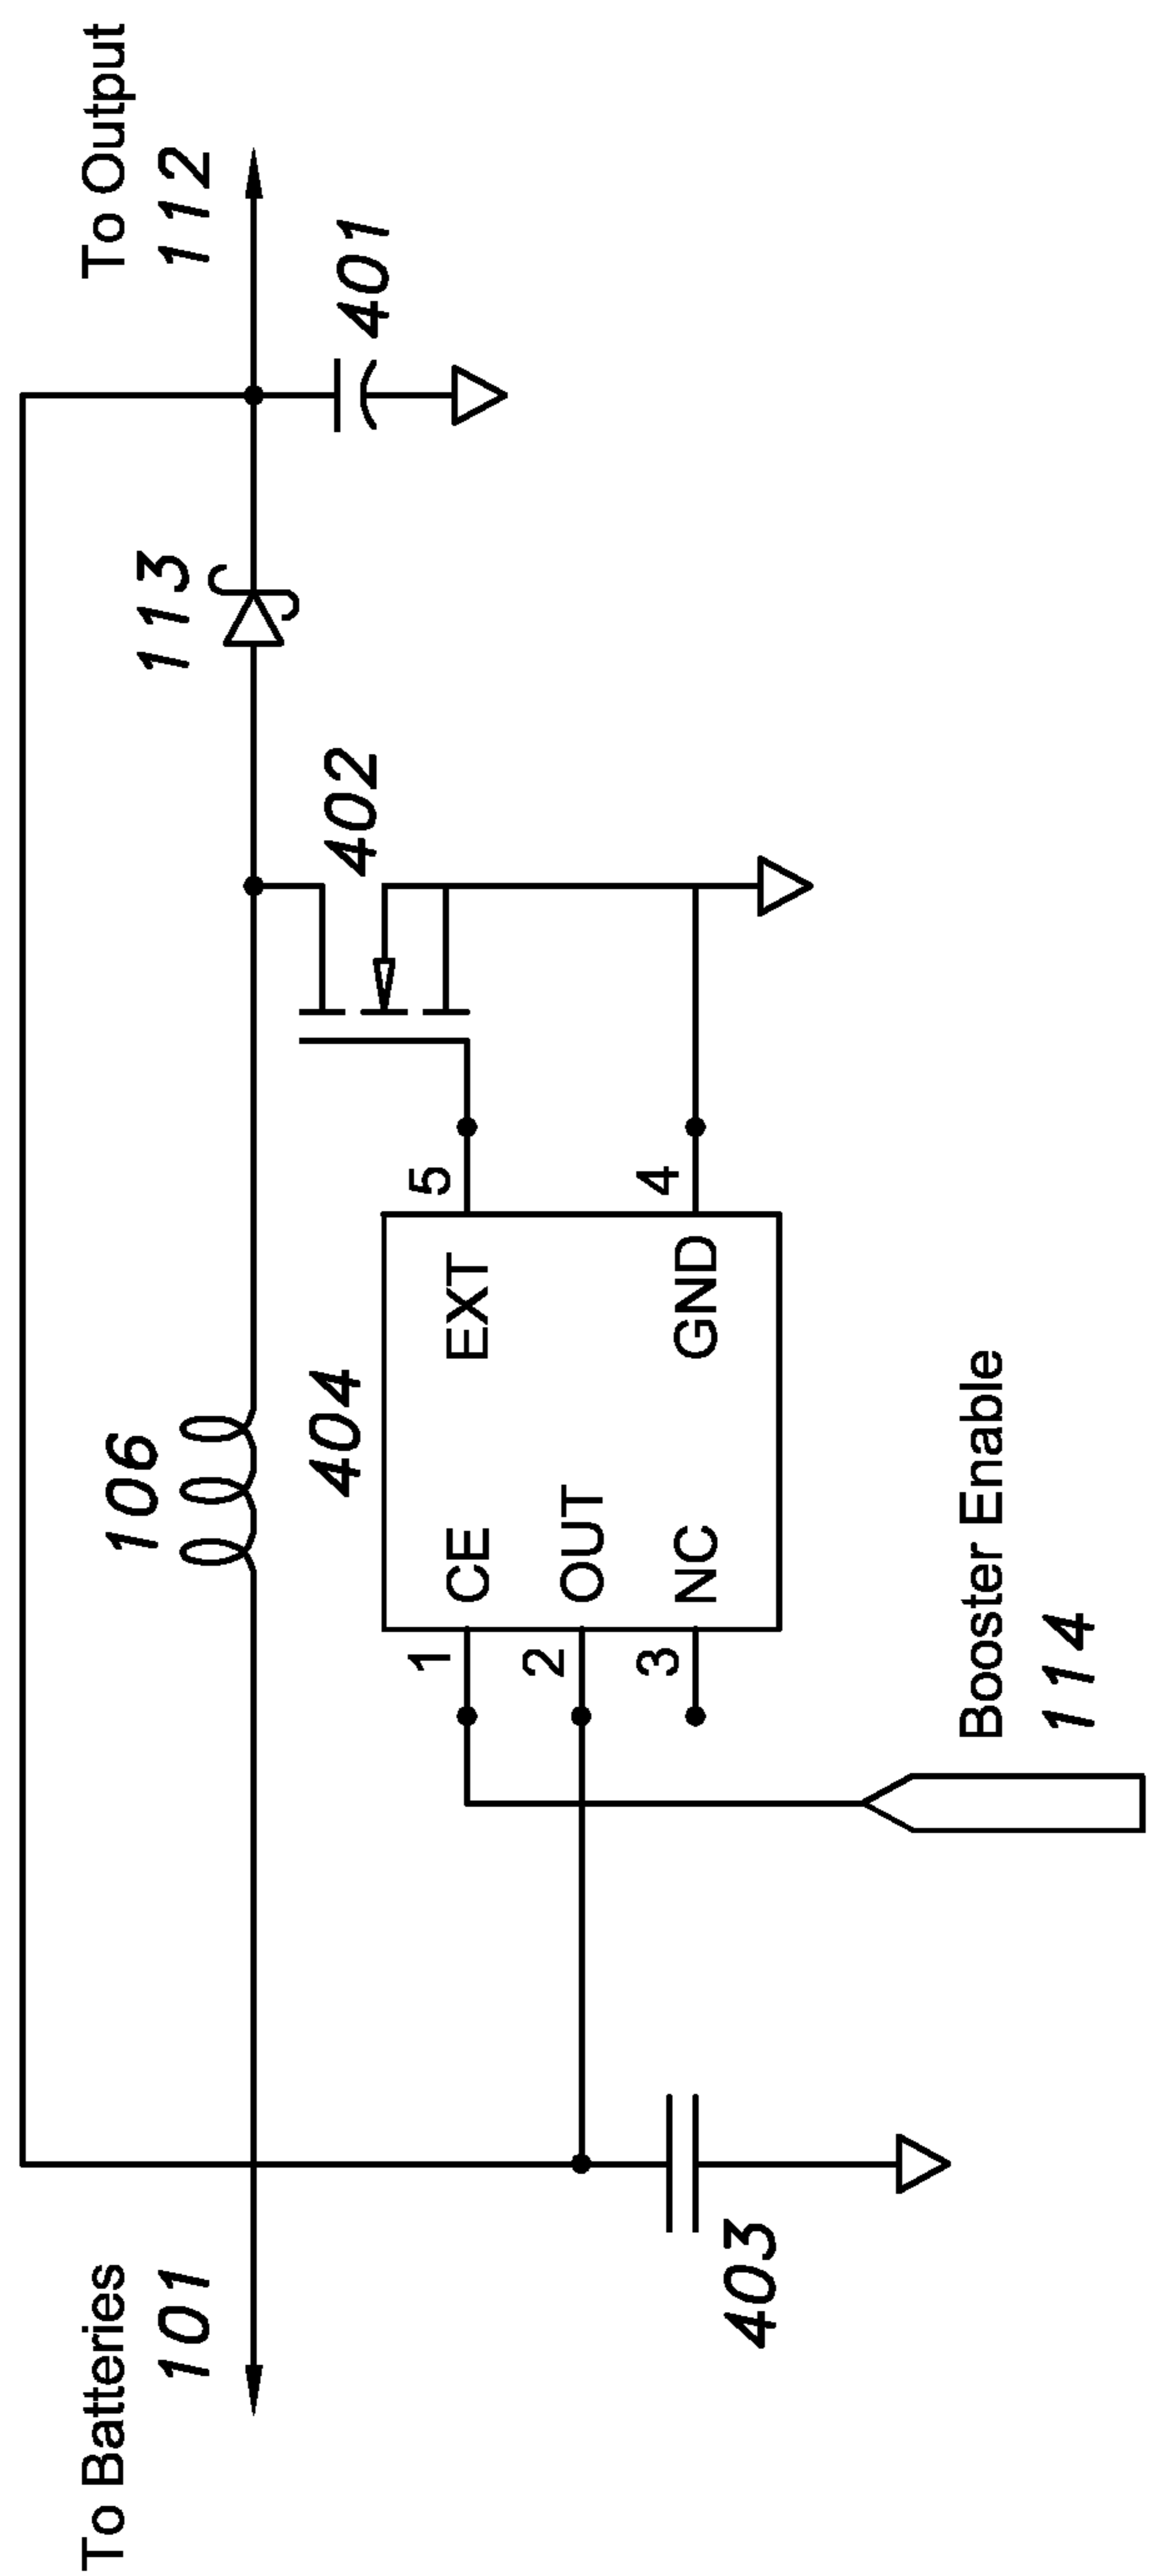 To Batteries
101
To Output
112
106
113
401
402
404
1
CE
EXT
5
2
OUT
3
NC
GND
4
403
Booster Enable
114